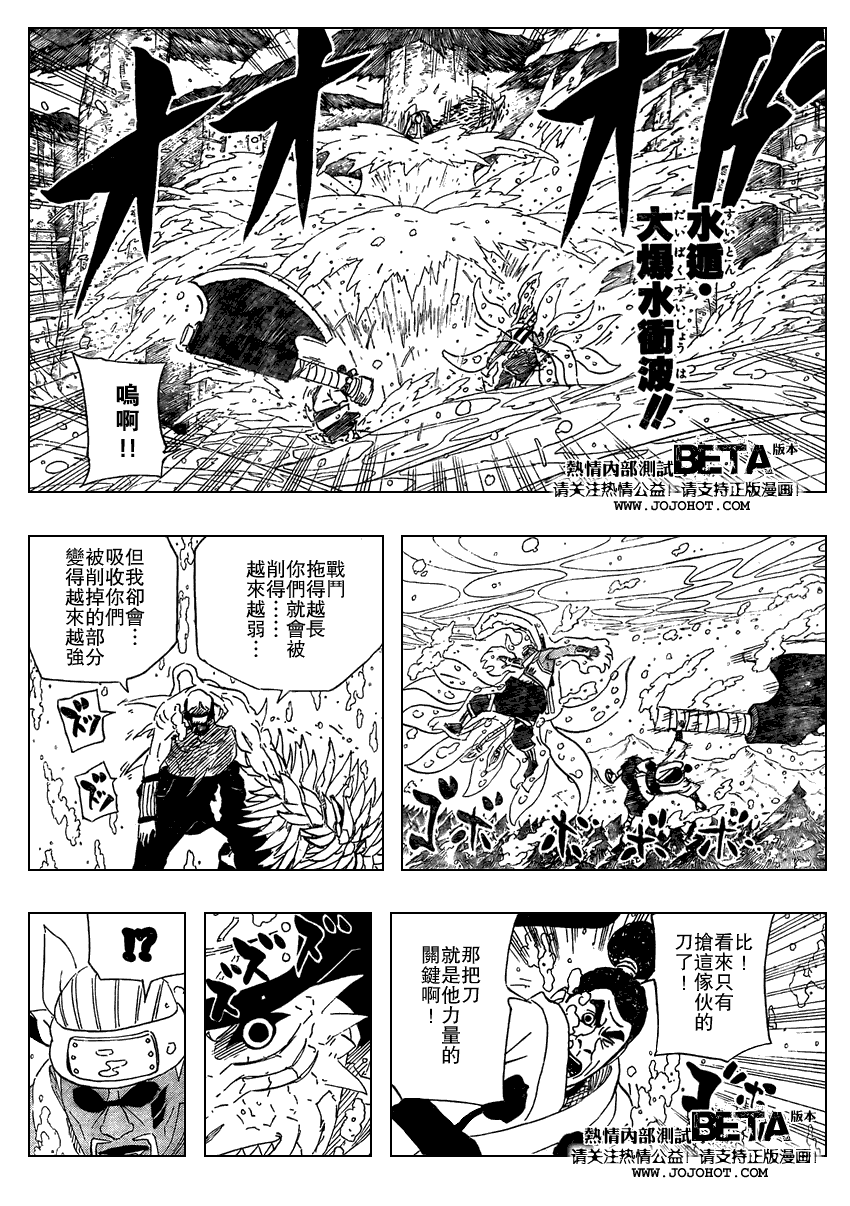 オオオドド
水遁・
すいとん
大爆水衝波!!
だいばくすいしょうは
嗚
啊!!
熱情內部測試BETA版本
请关注热情公益|请支持正版漫画|
WWW.JOJOHOT.COM
ゴボ
ボ
ボ
ボ
戰鬥
拖得越長
你們就會被
削得……
越來越弱…
但我卻會…
吸收你們
被削掉的部分
變得越來越強
ズッ
ズッ
比！
看來只有
搶這傢伙的
刀了！
那把刀
就是他力量的
關鍵啊！
ゴボボ
熱情內部測試BETA版本
请关注热情公益|请支持正版漫画|
WWW.JOJOHOT.COM
ズズズ
!?